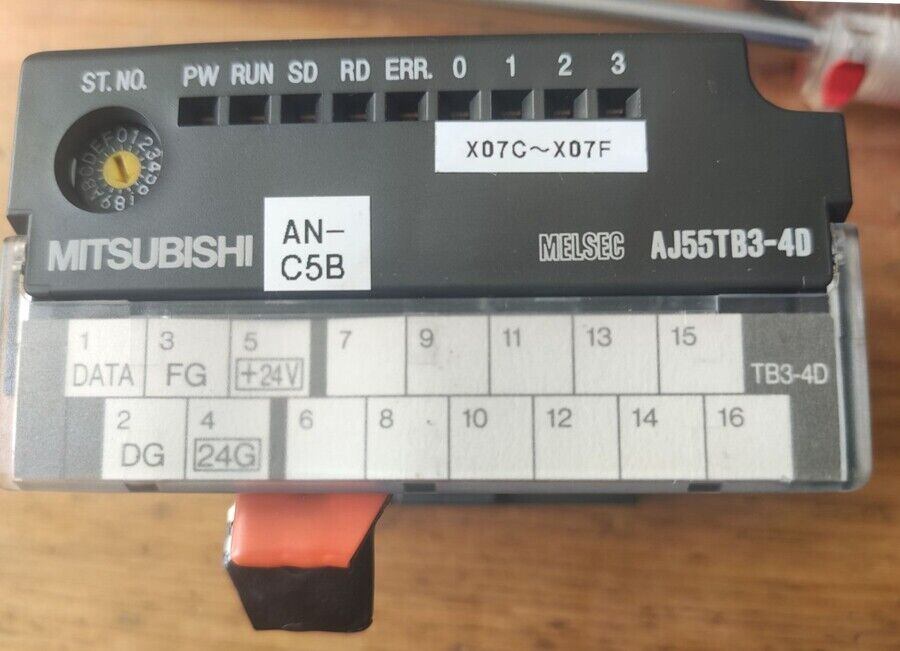 ST. NO. PW RUN SD RD ERR. 0 1 2 3
X07C～X07F
MITSUBISHI
AN-
C5B
MELSEC AJ55TB3-4D
1 3 5 7 9 11 13 15
DATA FG +24V TB3-4D
2 4 6 8 10 12 14 16
DG 24G